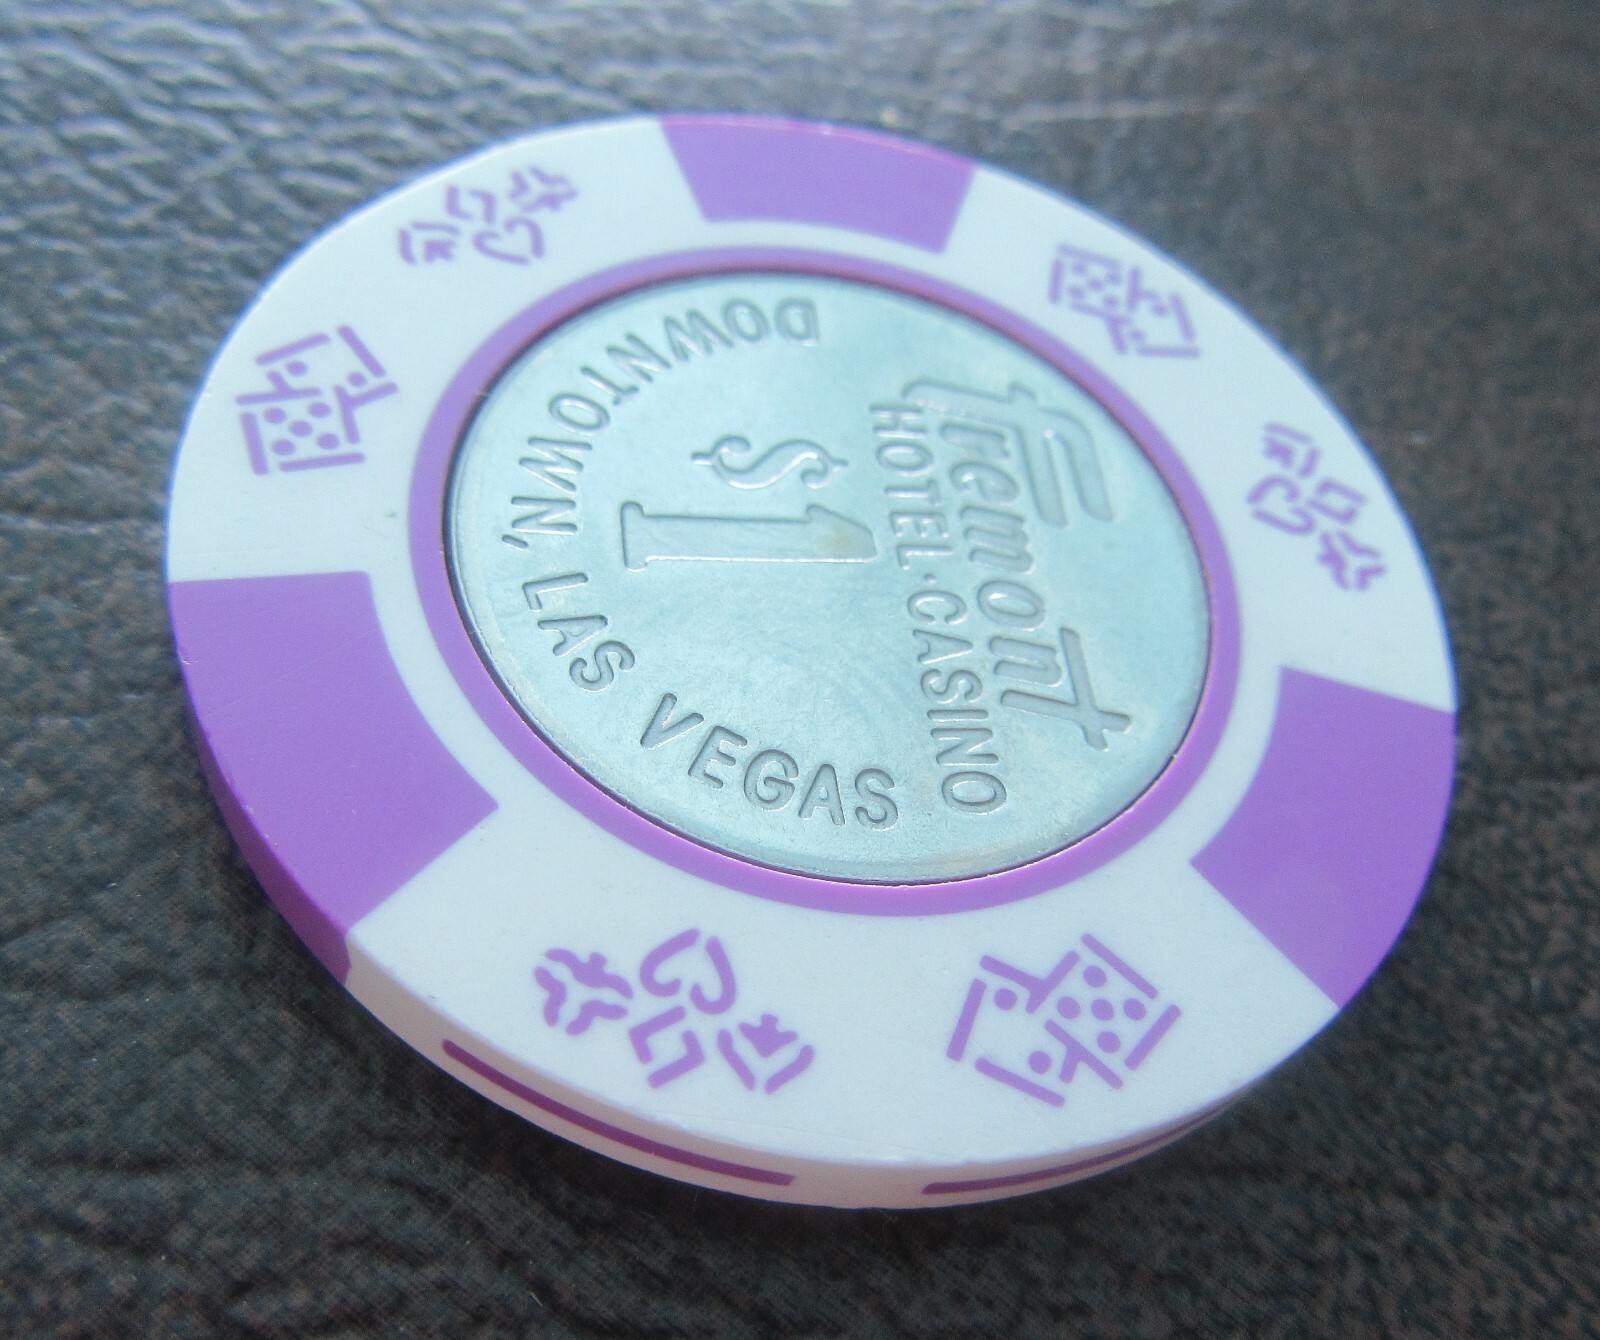 Fremont
HOTEL·CASINO
$1
DOWNTOWN, LAS VEGAS